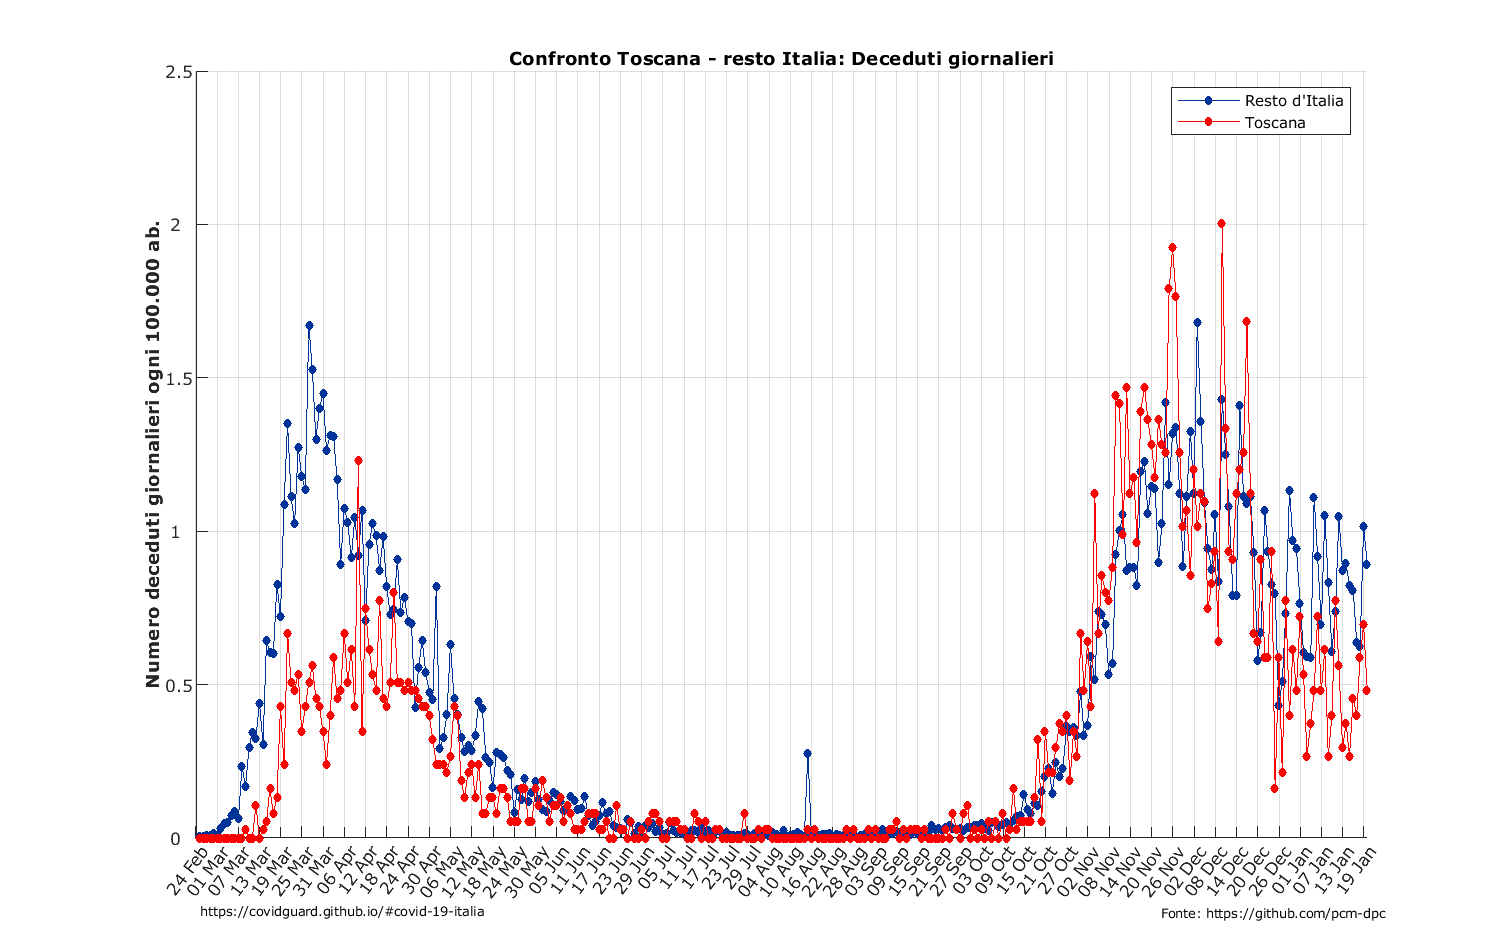 Confronto Toscana - resto Italia: Deceduti giornalieri
Resto d'Italia
Toscana
Numero deceduti giornalieri ogni 100.000 ab.
2.5
2
1.5
1
0.5
0
24 Feb
01 Mar
07 Mar
13 Mar
19 Mar
25 Mar
31 Mar
06 Apr
12 Apr
18 Apr
24 Apr
30 Apr
06 May
12 May
18 May
24 May
30 May
05 Jun
11 Jun
17 Jun
23 Jun
29 Jun
05 Jul
11 Jul
17 Jul
23 Jul
29 Jul
04 Aug
10 Aug
16 Aug
22 Aug
28 Aug
03 Sep
09 Sep
15 Sep
21 Sep
27 Sep
03 Oct
09 Oct
15 Oct
21 Oct
27 Oct
02 Nov
08 Nov
14 Nov
20 Nov
26 Nov
02 Dec
08 Dec
14 Dec
20 Dec
26 Dec
01 Jan
07 Jan
13 Jan
19 Jan
https://covidguard.github.io/#covid-19-italia
Fonte: https://github.com/pcm-dpc